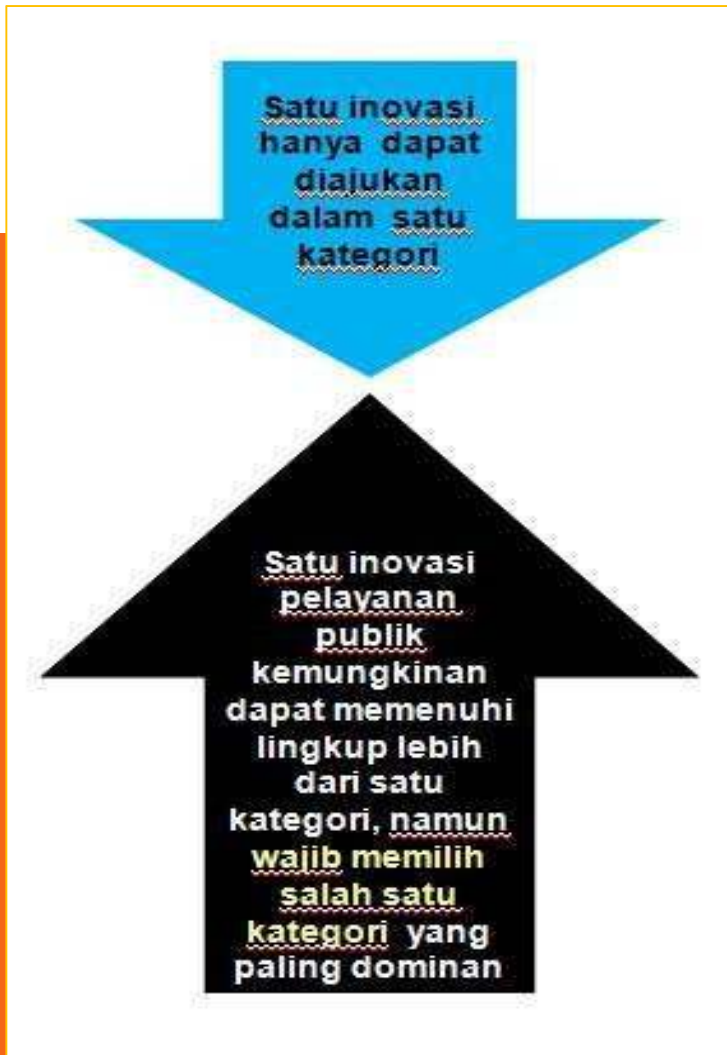 Satu inovasi
hanya dapat
diajukan
dalam satu
kategori
Satu inovasi
pelayanan
publik
kemungkinan
dapat memenuhi
lingkup lebih
dari satu
kategori, namun
wajib memilih
salah satu
kategori yang
paling dominan